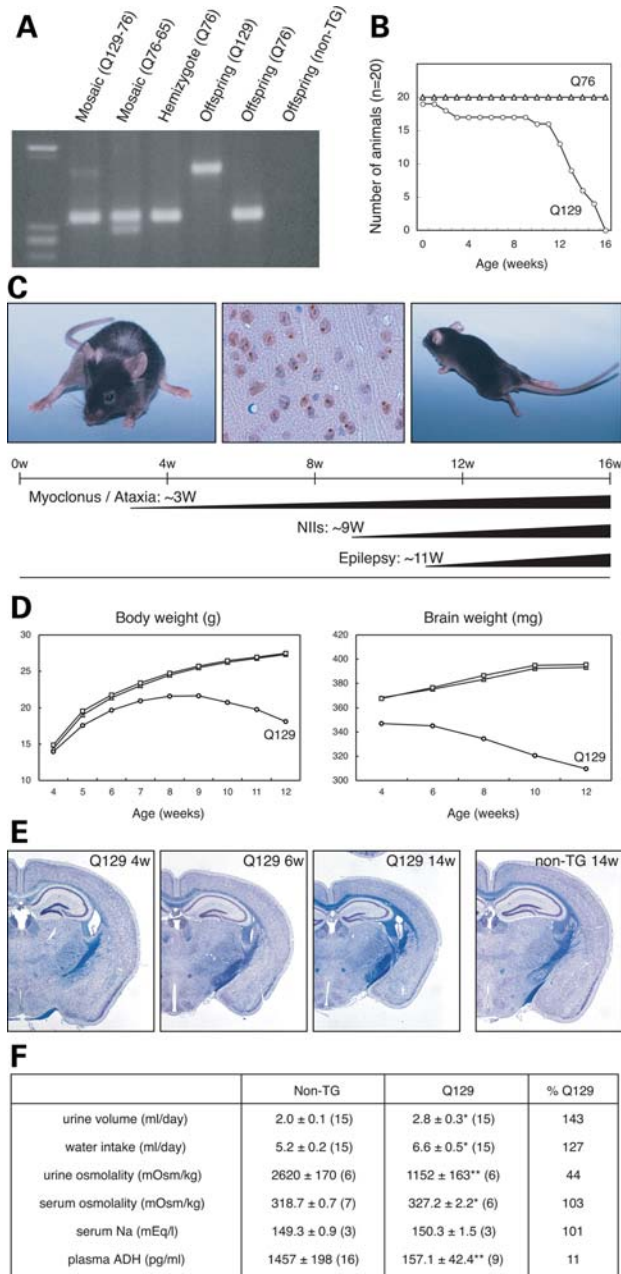 A
Mosaic (Q129-76)
Mosaic (Q76-65)
Hemizygote (Q76)
Offspring (Q129)
Offspring (Q76)
Offspring (non-TG)
B
Number of animals (n=20)
20
15
10
5
0
Q76
Q129
0 4 8 12 16
Age (weeks)
C
0w 4w 8w 12w 16w
Myoclonus / Ataxia: ~3W
NIIs: ~9W
Epilepsy: ~11W
D
Body weight (g)
30
25
20
15
10
Q129
4 5 6 7 8 9 10 11 12
Age (weeks)
Brain weight (mg)
420
400
380
360
340
320
300
Q129
4 6 8 10 12
Age (weeks)
E
Q129 4w
Q129 6w
Q129 14w
non-TG 14w
F
Non-TG Q129 % Q129
urine volume (ml/day) 2.0 ± 0.1 (15) 2.8 ± 0.3* (15) 143
water intake (ml/day) 5.2 ± 0.2 (15) 6.6 ± 0.5* (15) 127
urine osmolality (mOsm/kg) 2620 ± 170 (6) 1152 ± 163** (6) 44
serum osmolality (mOsm/kg) 318.7 ± 0.7 (7) 327.2 ± 2.2* (6) 103
serum Na (mEq/l) 149.3 ± 0.9 (3) 150.3 ± 1.5 (3) 101
plasma ADH (pg/ml) 1457 ± 198 (16) 157.1 ± 42.4** (9) 11